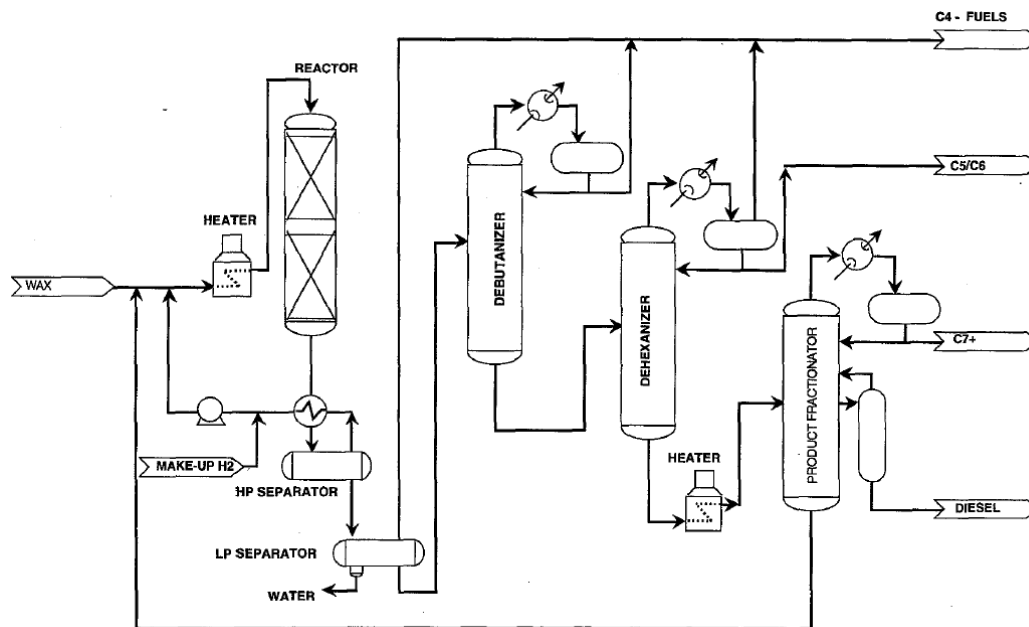 C4 - FUELS
REACTOR
C5/C6
HEATER
DEBUTANIZER
DEHEXANIZER
WAX
C7+
PRODUCT FRACTIONATOR
MAKE-UP H2
HEATER
HP SEPARATOR
DIESEL
LP SEPARATOR
WATER